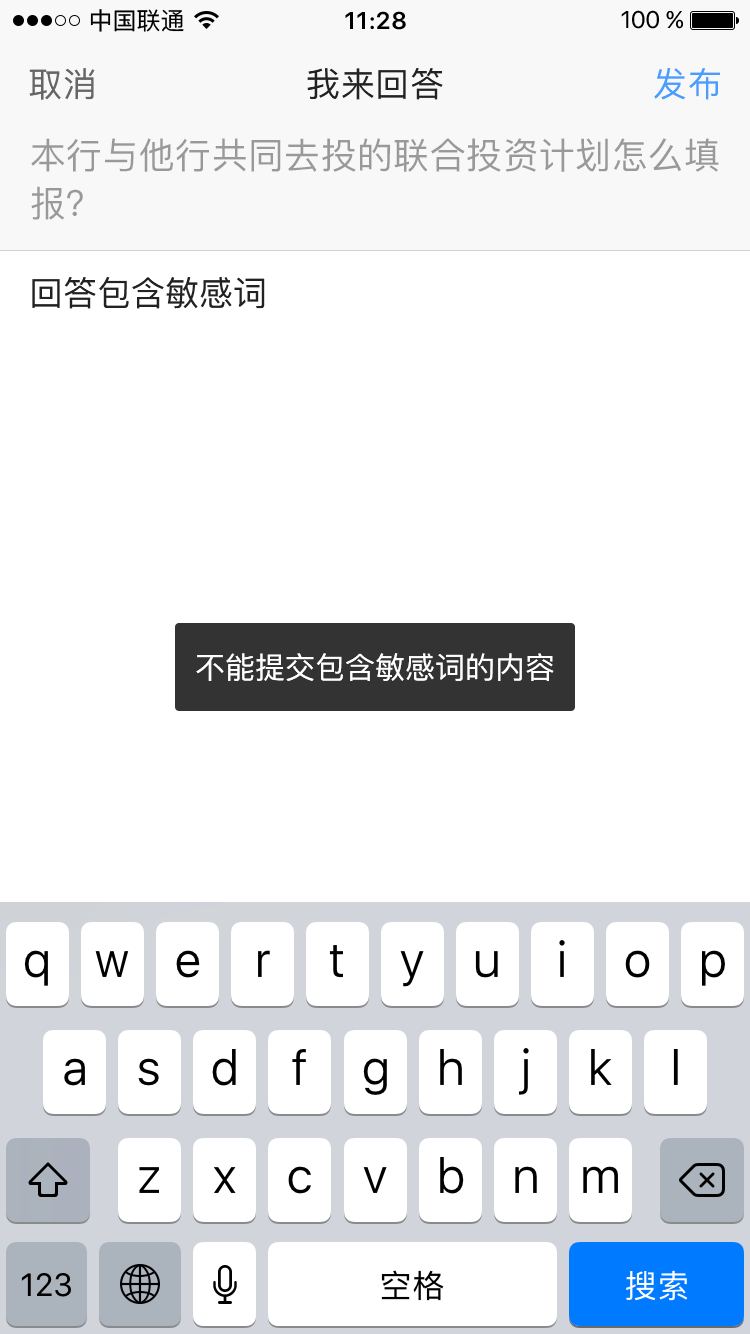 中国联通 11:28 100 %
取消 我来回答 发布
本行与他行共同去投的联合投资计划怎么填
报?
回答包含敏感词
不能提交包含敏感词的内容
q w e r t y u i o p
a s d f g h j k l
z x c v b n m
123 空格 搜索